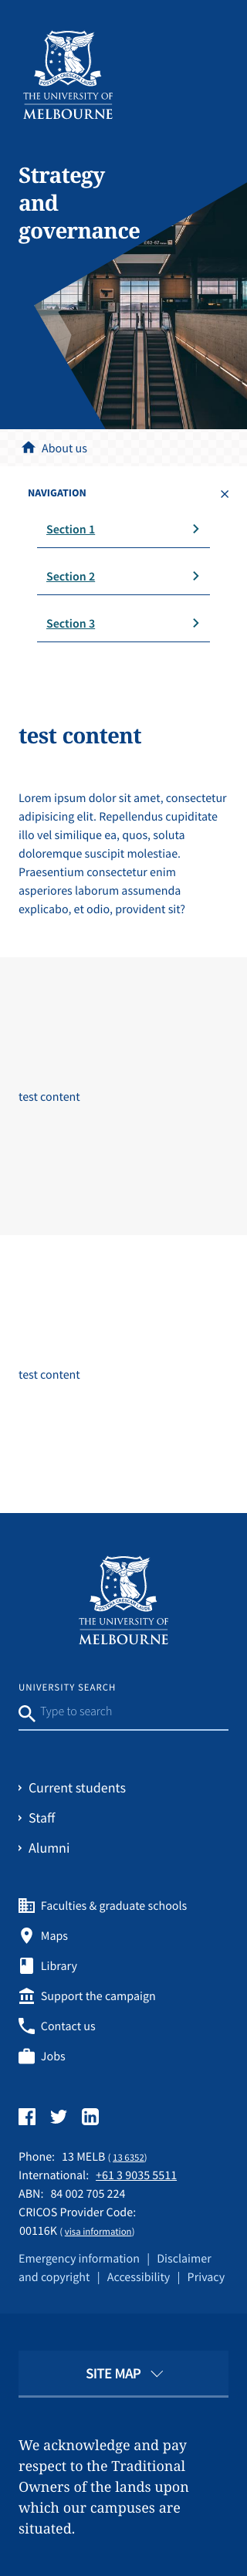 THE UNIVERSITY OF
MELBOURNE
Strategy
and
governance
About us
NAVIGATION
Section 1
Section 2
Section 3
test content
Lorem ipsum dolor sit amet, consectetur
adipisicing elit. Repellendus cupiditate
illo vel similique ea, quos, soluta
doloremque suscipit molestiae.
Praesentium consectetur enim
asperiores laborum assumenda
explicabo, et odio, provident sit?
test content
test content
THE UNIVERSITY OF
MELBOURNE
UNIVERSITY SEARCH
Type to search
Current students
Staff
Alumni
Faculties & graduate schools
Maps
Library
Support the campaign
Contact us
Jobs
Phone: 13 MELB ( 13 6352)
International: +61 3 9035 5511
ABN: 84 002 705 224
CRICOS Provider Code:
00116K ( visa information)
Emergency information | Disclaimer
and copyright | Accessibility | Privacy
SITE MAP
We acknowledge and pay
respect to the Traditional
Owners of the lands upon
which our campuses are
situated.